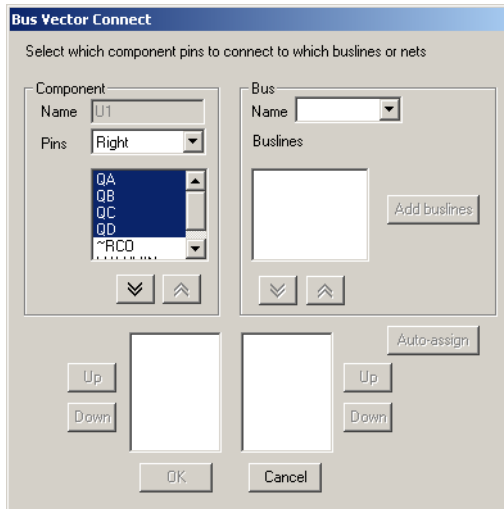 Bus Vector Connect
Select which component pins to connect to which buslines or nets
Component
Name U1
Pins Right
QA
QB
QC
QD
~RCO
Bus
Name
Buslines
Add buslines
Auto-assign
Up
Down
Up
Down
OK
Cancel